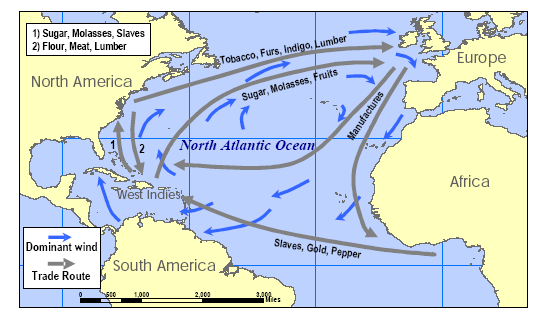 1) Sugar, Molasses, Slaves
2) Flour, Meat, Lumber
Tobacco, Furs, Indigo, Lumber
Europe
North America
Sugar, Molasses, Fruits
Manufactures
1
2
North Atlantic Ocean
Africa
West Indies
Slaves, Gold, Pepper
Dominant wind
Trade Route
South America
0 500 1,000 2,000 3,000
Miles